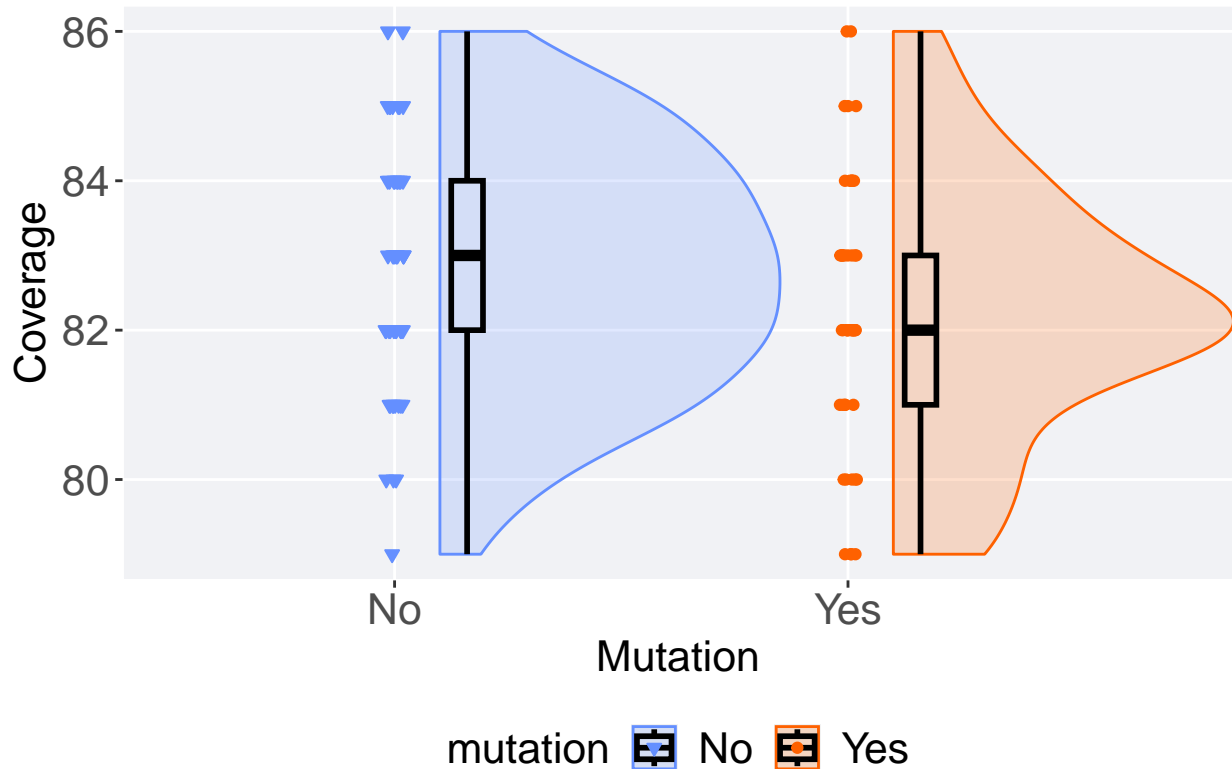 86
84
82
80
Coverage
No Yes
Mutation
mutation No Yes